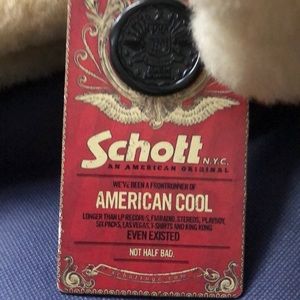 Schott N.Y.C.
AN AMERICAN ORIGINAL
WE'VE BEEN A FRONTRUNNER OF
AMERICAN COOL
LONGER THAN LP RECORDS, FM RADIO, STEREOS, PLAYBOY,
SIX PACKS, LAS VEGAS, T-SHIRTS AND KING KONG
EVEN EXISTED
NOT HALF BAD.